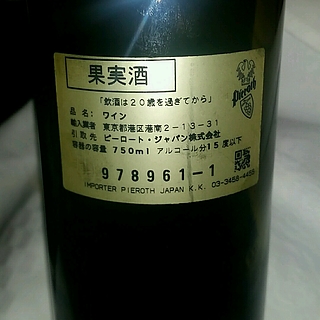 果実酒
Pieroth
「飲酒は20歳を過ぎてから」
品名: ワイン
輸入業者 東京都港区港南2-13-31
引取先 ピーロート・ジャパン株式会社
容器の容量 750ml アルコール分15度以下
978961-1
IMPORTER PIEROTH JAPAN K.K. 03-3458-4455